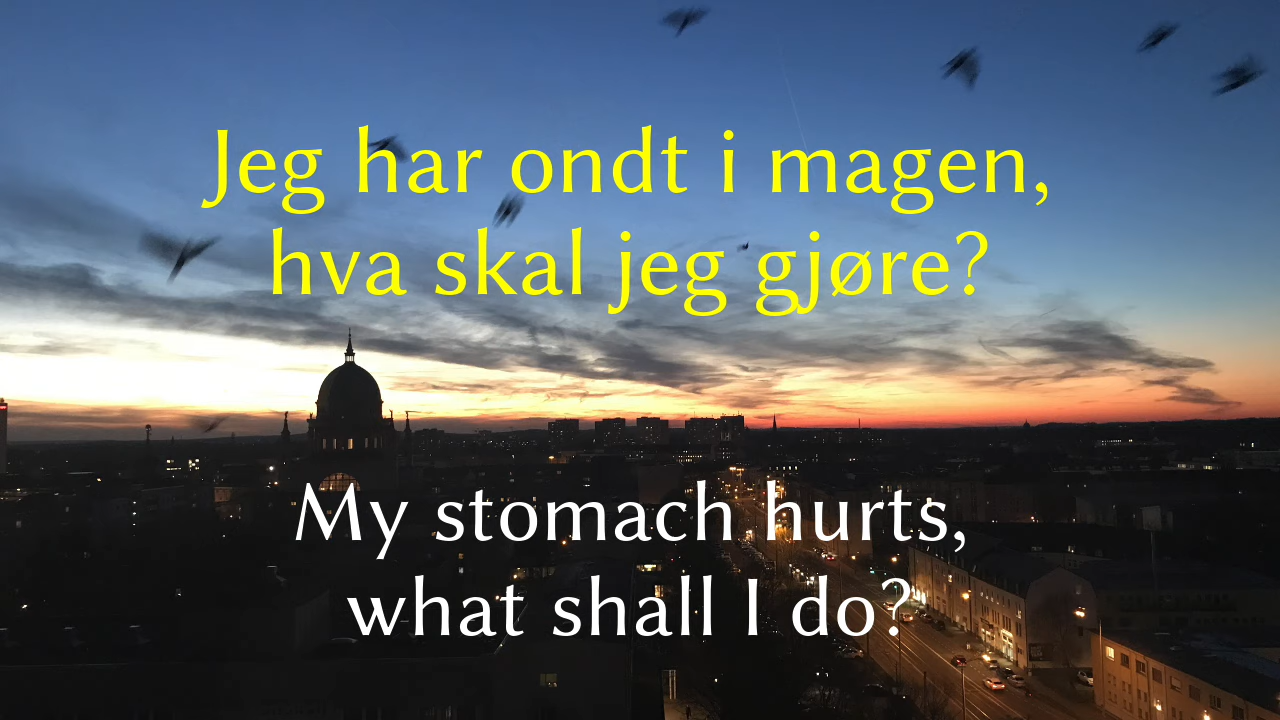 Jeg har ondt i magen,
hva skal jeg gjøre?
My stomach hurts,
what shall I do?